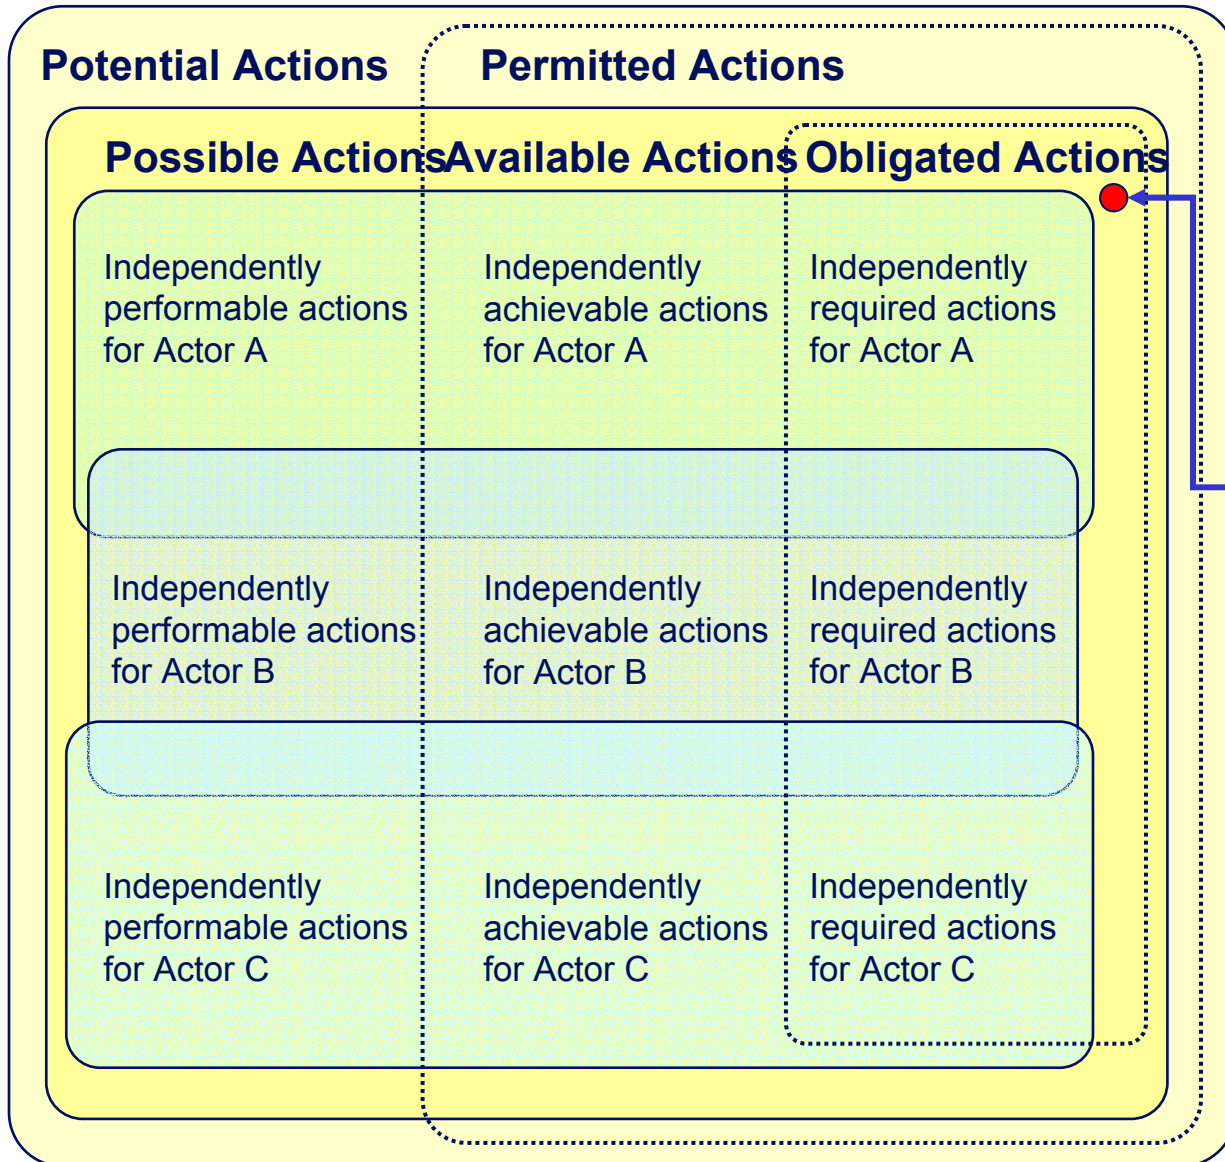 Potential Actions
Permitted Actions
Possible Actions
Available Actions
Obligated Actions
Independently
performable actions
for Actor A
Independently
achievable actions
for Actor A
Independently
required actions
for Actor A
Independently
performable actions
for Actor B
Independently
achievable actions
for Actor B
Independently
required actions
for Actor B
Independently
performable actions
for Actor C
Independently
achievable actions
for Actor C
Independently
required actions
for Actor C